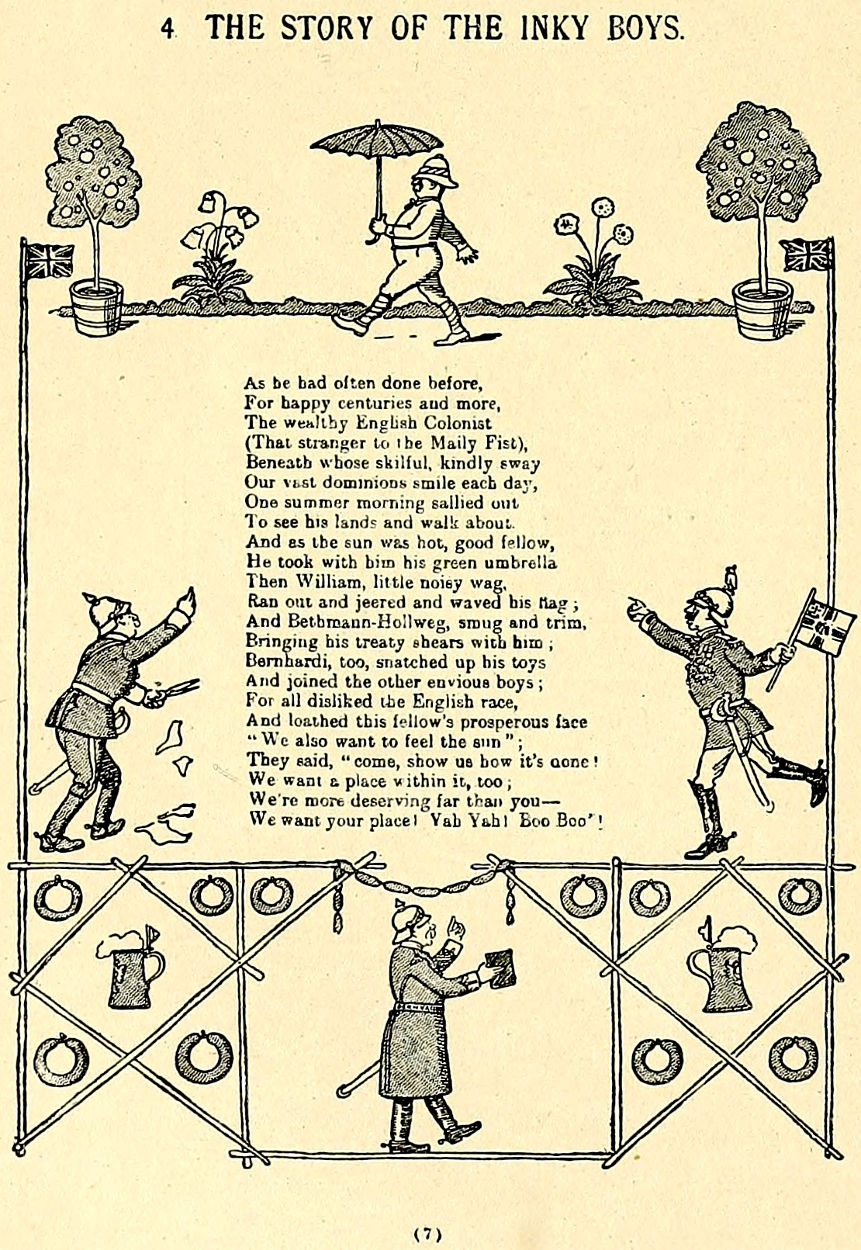 4 THE STORY OF THE INKY BOYS.
As he had often done before,
For happy centuries and more,
The wealthy English Colonist
(That stranger to the Maily Fist),
Beneath whose skilful, kindly sway
Our vast dominions smile each day,
One summer morning sallied out
To see his lands and walk about.
And as the sun was hot, good fellow,
He took with him his green umbrella
Then William, little noisy wag,
Ran out and jeered and waved his flag;
And Bethmann-Hollweg, smug and trim,
Bringing his treaty shears with him;
Bernhardi, too, snatched up his toys
And joined the other envious boys;
For all disliked the English race,
And loathed this fellow's prosperous face
"We also want to feel the sun";
They said, "come, show us how it's done!
We want a place within it, too;
We're more deserving far than you—
We want your place! Yah Yah! Boo Boo"!
(7)